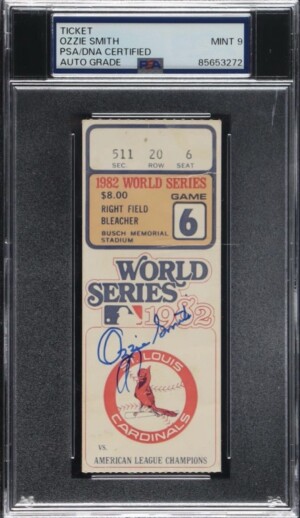 TICKET
OZZIE SMITH
PSA/DNA CERTIFIED
AUTO GRADE
MINT 9
PSA
85653272
511 20 6
SEC. ROW SEAT
1982 WORLD SERIES
$8.00
GAME
6
RIGHT FIELD
BLEACHER
BUSCH MEMORIAL
STADIUM
WORLD
SERIES
1982
Ozzie Smith
ST. LOUIS
CARDINALS
VS.
AMERICAN LEAGUE CHAMPIONS